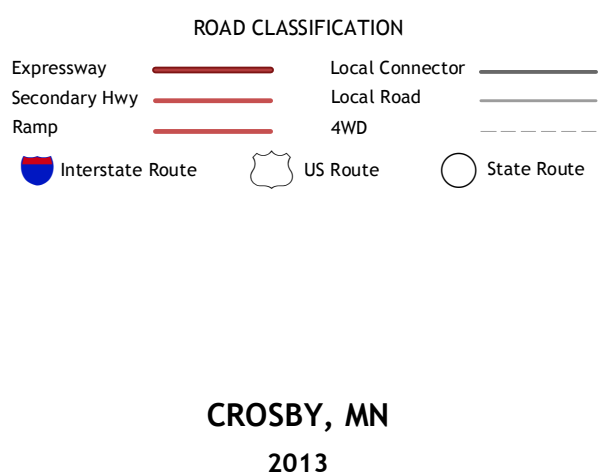 ROAD CLASSIFICATION
Expressway Local Connector
Secondary Hwy Local Road
Ramp 4WD
Interstate Route US Route State Route
CROSBY, MN
2013